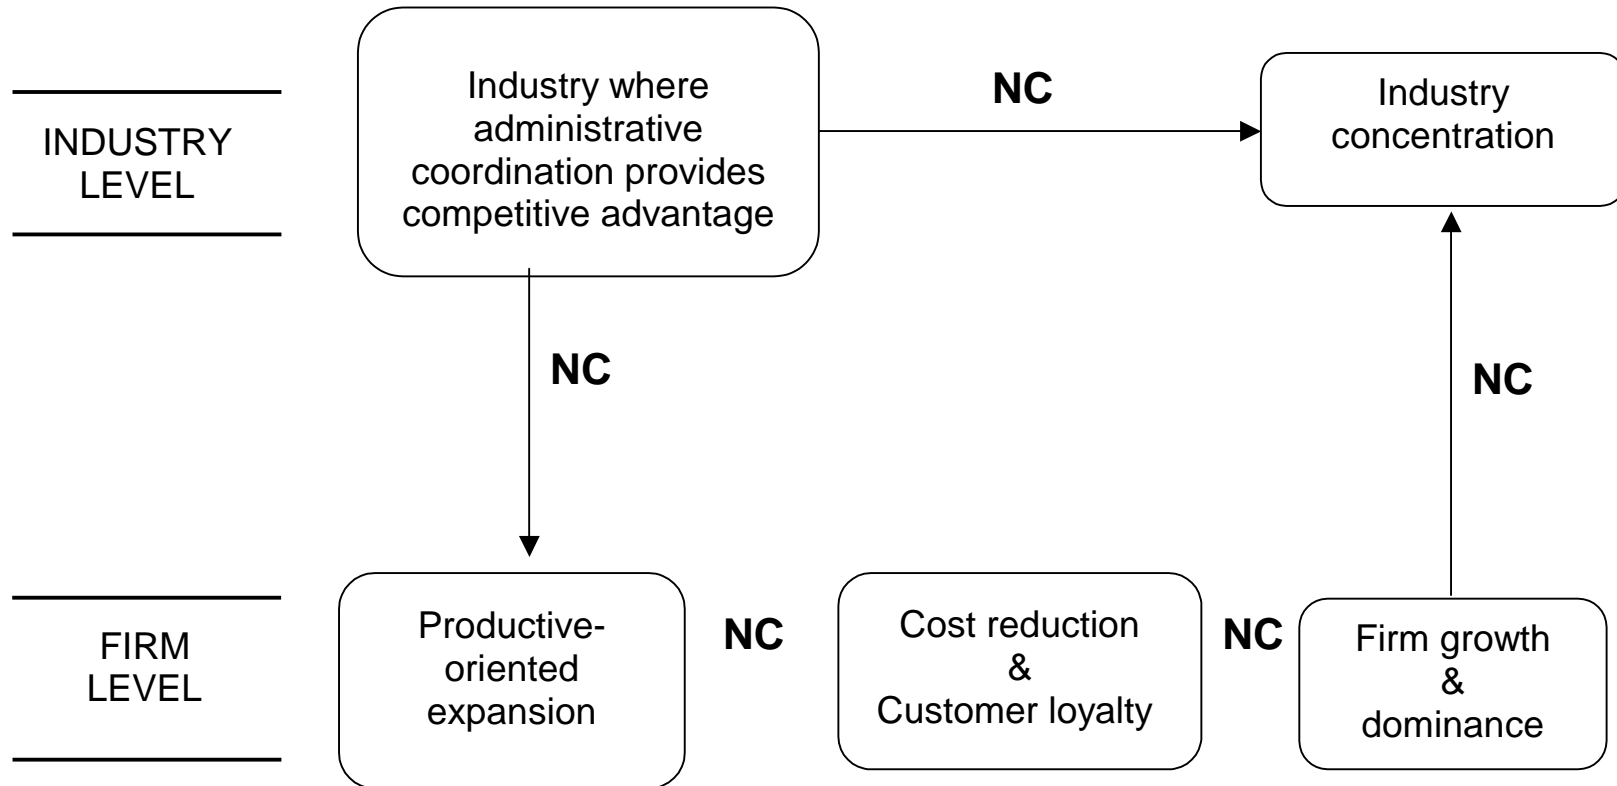 INDUSTRY
LEVEL
Industry where
administrative
coordination provides
competitive advantage
NC
Industry
concentration
NC
NC
FIRM
LEVEL
Productive-
oriented
expansion
NC
Cost reduction
&
Customer loyalty
NC
Firm growth
&
dominance